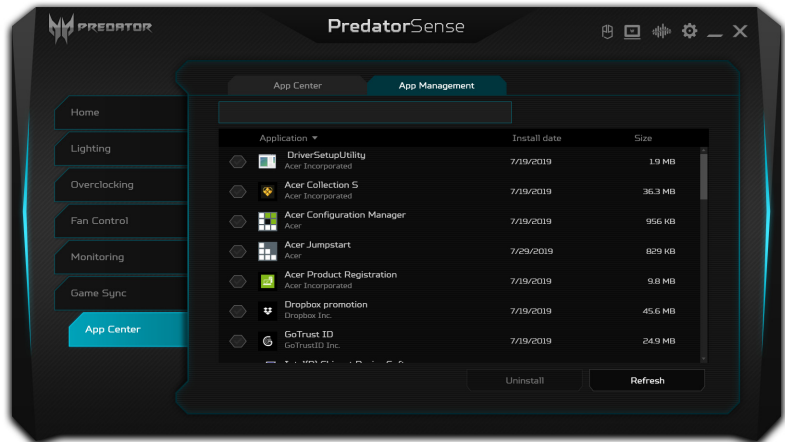 PREDATOR
PredatorSense
App Center
App Management
Home
Lighting
Overclocking
Fan Control
Monitoring
Game Sync
App Center
Application Install date Size
DriverSetupUtility
Acer Incorporated
7/19/2019 1.9 MB
Acer Collection S
Acer Incorporated
7/19/2019 36.3 MB
Acer Configuration Manager
Acer
7/19/2019 956 KB
Acer Jumpstart
Acer
7/29/2019 829 KB
Acer Product Registration
Acer Incorporated
7/19/2019 9.8 MB
Dropbox promotion
Dropbox Inc.
7/19/2019 45.6 MB
GoTrust ID
GoTrustID Inc.
7/19/2019 24.9 MB
Uninstall
Refresh